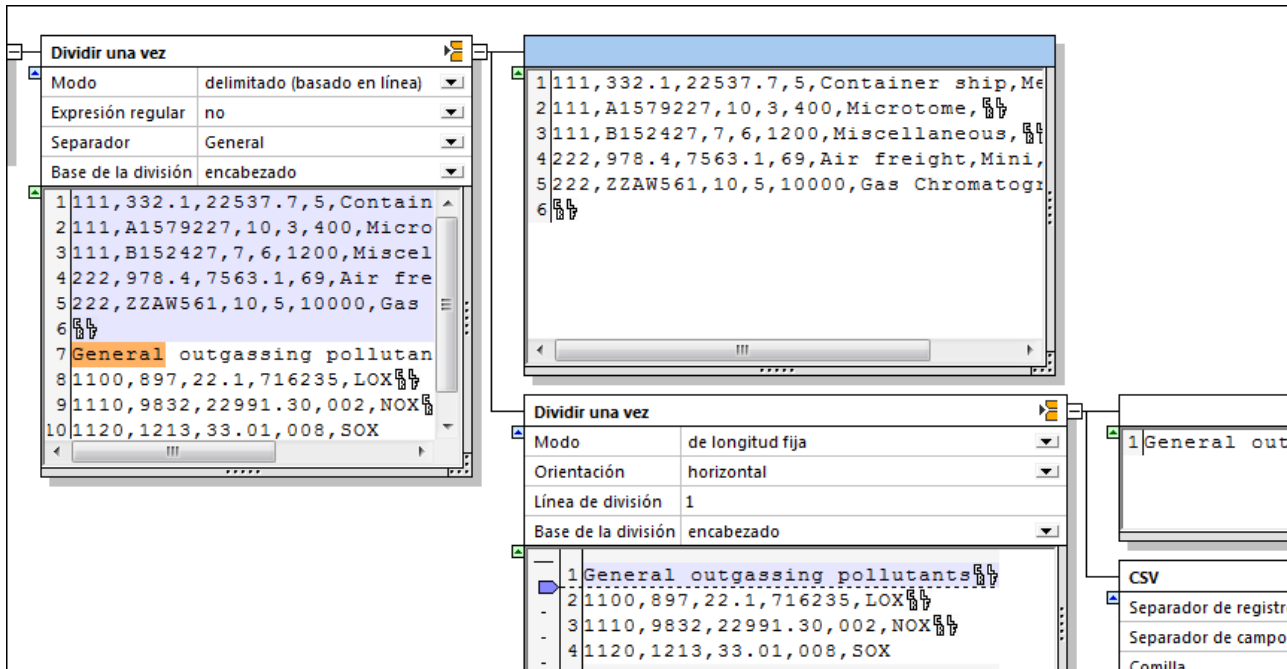 Dividir una vez
Modo delimitado (basado en línea)
Expresión regular no
Separador General
Base de la división encabezado
1 111,332.1,22537.7,5,Contain
2 111,A1579227,10,3,400,Micro
3 111,B152427,7,6,1200,Miscel
4 222,978.4,7563.1,69,Air fre
5 222,ZZAW561,10,5,10000,Gas
6
7 General outgassing pollutan
8 1100,897,22.1,716235,LOX
9 1110,9832,22991.30,002,NOX
10 1120,1213,33.01,008,SOX
1 111,332.1,22537.7,5,Container ship,Me
2 111,A1579227,10,3,400,Microtome,
3 111,B152427,7,6,1200,Miscellaneous,
4 222,978.4,7563.1,69,Air freight,Mini,
5 222,ZZAW561,10,5,10000,Gas Chromatogr
6
Dividir una vez
Modo de longitud fija
Orientación horizontal
Línea de división 1
Base de la división encabezado
1 General outgassing pollutants
2 1100,897,22.1,716235,LOX
3 1110,9832,22991.30,002,NOX
4 1120,1213,33.01,008,SOX
1 General out
CSV
Separador de registr
Separador de campo
Comilla